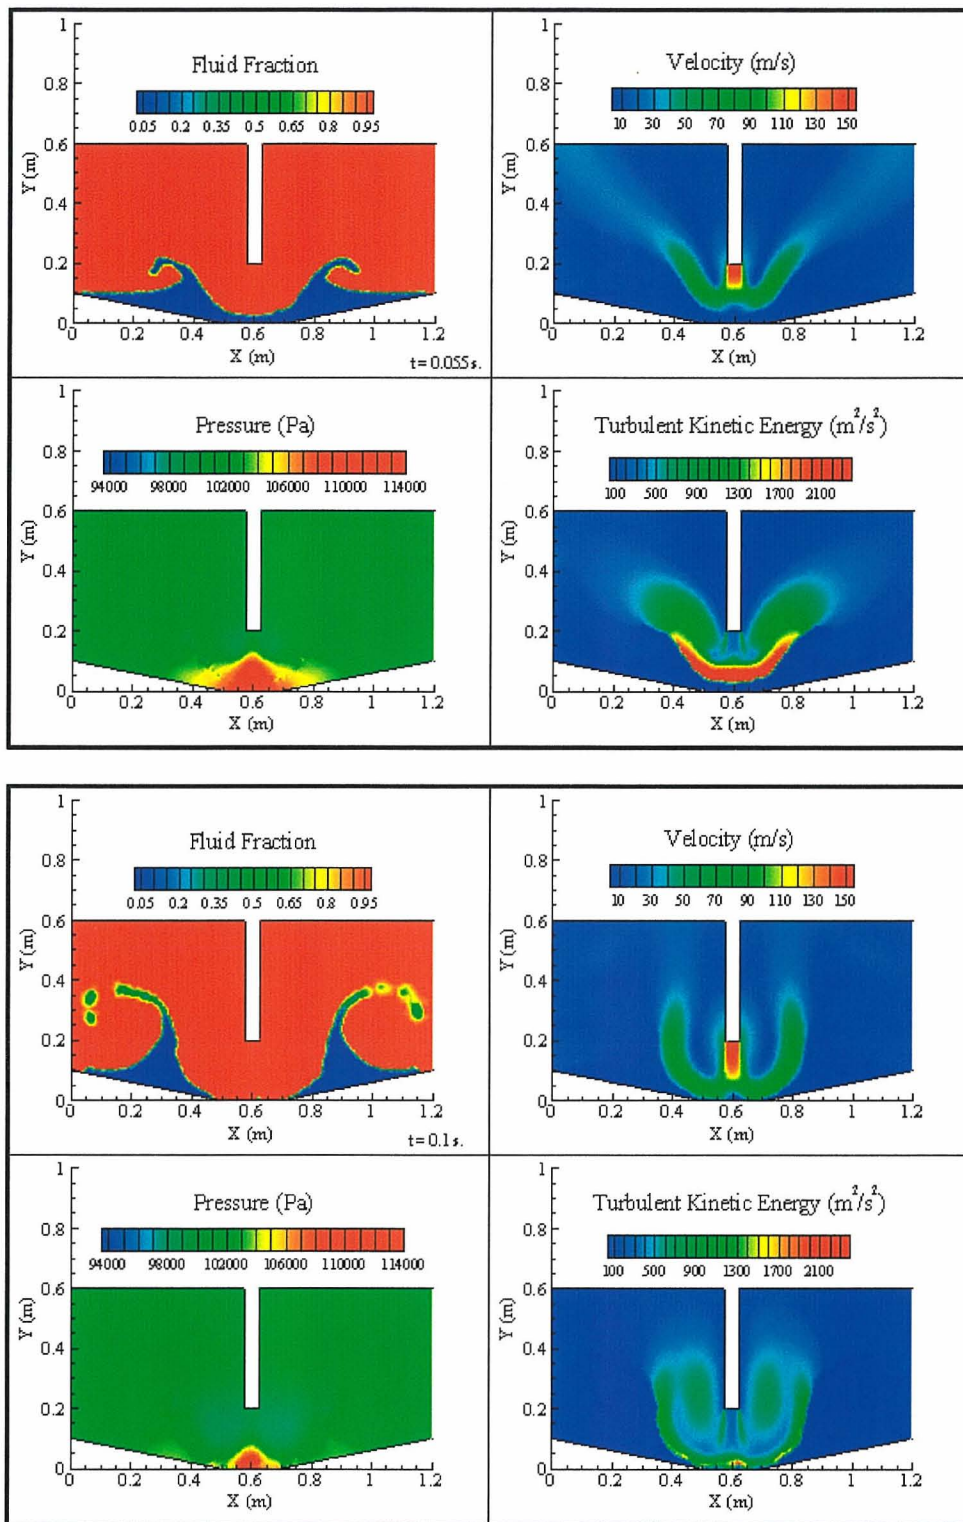 Fluid Fraction
0.05 0.2 0.35 0.5 0.65 0.8 0.95
1
0.8
0.6
0.4
0.2
0
Y (m)
0 0.2 0.4 0.6 0.8 1 1.2
X (m)
t= 0.055 s.
Velocity (m/s)
10 30 50 70 90 110 130 150
1
0.8
0.6
0.4
0.2
0
Y (m)
0 0.2 0.4 0.6 0.8 1 1.2
X (m)
Pressure (Pa)
94000 98000 102000 106000 110000 114000
1
0.8
0.6
0.4
0.2
0
Y (m)
0 0.2 0.4 0.6 0.8 1 1.2
X (m)
Turbulent Kinetic Energy (m²/s²)
100 500 900 1300 1700 2100
1
0.8
0.6
0.4
0.2
0
Y (m)
0 0.2 0.4 0.6 0.8 1 1.2
X (m)
Fluid Fraction
0.05 0.2 0.35 0.5 0.65 0.8 0.95
1
0.8
0.6
0.4
0.2
0
Y (m)
0 0.2 0.4 0.6 0.8 1 1.2
X (m)
t= 0.1 s.
Velocity (m/s)
10 30 50 70 90 110 130 150
1
0.8
0.6
0.4
0.2
0
Y (m)
0 0.2 0.4 0.6 0.8 1 1.2
X (m)
Pressure (Pa)
94000 98000 102000 106000 110000 114000
1
0.8
0.6
0.4
0.2
0
Y (m)
0 0.2 0.4 0.6 0.8 1 1.2
X (m)
Turbulent Kinetic Energy (m²/s²)
100 500 900 1300 1700 2100
1
0.8
0.6
0.4
0.2
0
Y (m)
0 0.2 0.4 0.6 0.8 1 1.2
X (m)